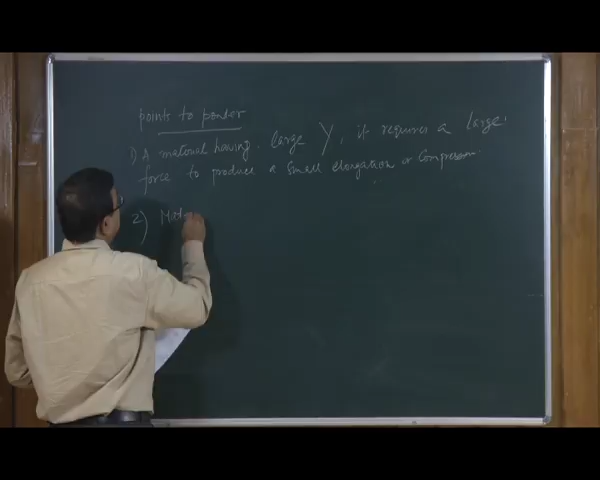 points to ponder
1) A material having large Y, it requires a large
force to produce a small elongation or compression.
2)